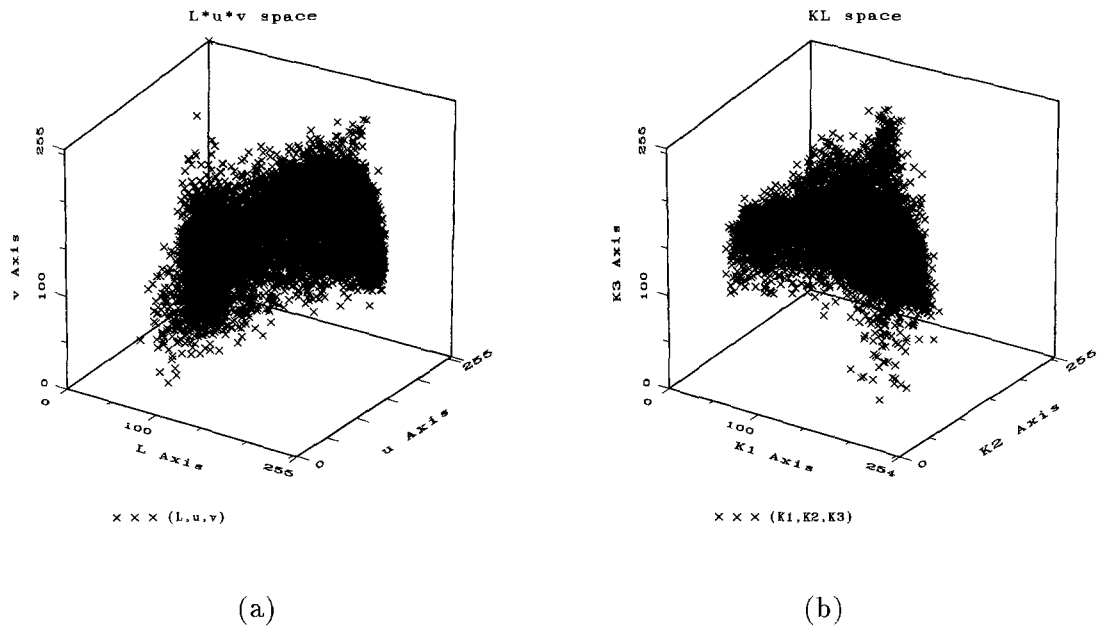 L*u*v space
255
v Axis
100
0
0
100
L Axis
255
0
u Axis
255
× × × (L,u,v)
(a)
KL space
255
K3 Axis
100
0
0
100
K1 Axis
254
0
K2 Axis
255
× × × (K1,K2,K3)
(b)